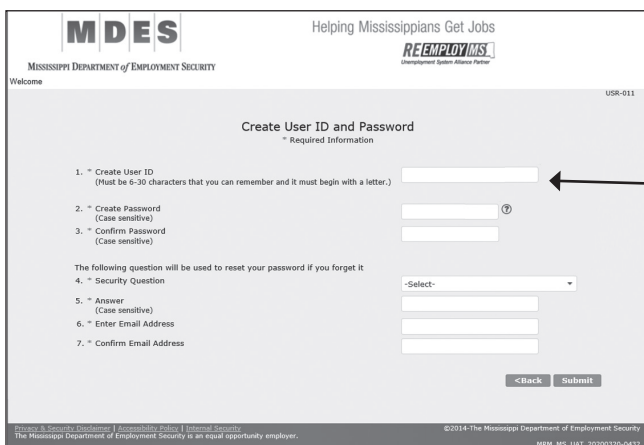 MDES
Helping Mississippians Get Jobs
REEMPLOY MS
Unemployment System Alliance Partner
MISSISSIPPI DEPARTMENT of EMPLOYMENT SECURITY
Welcome
USR-011
Create User ID and Password
* Required Information
1. * Create User ID
(Must be 6-30 characters that you can remember and it must begin with a letter.)
2. * Create Password
(Case sensitive)
3. * Confirm Password
(Case sensitive)
The following question will be used to reset your password if you forget it
4. * Security Question -Select-
5. * Answer
(Case sensitive)
6. * Enter Email Address
7. * Confirm Email Address
<Back Submit
Privacy & Security Disclaimer | Accessibility Policy | Internal Security ©2014-The Mississippi Department of Employment Security
The Mississippi Department of Employment Security is an equal opportunity employer.
MRM_MS_UAT_20200320-0432